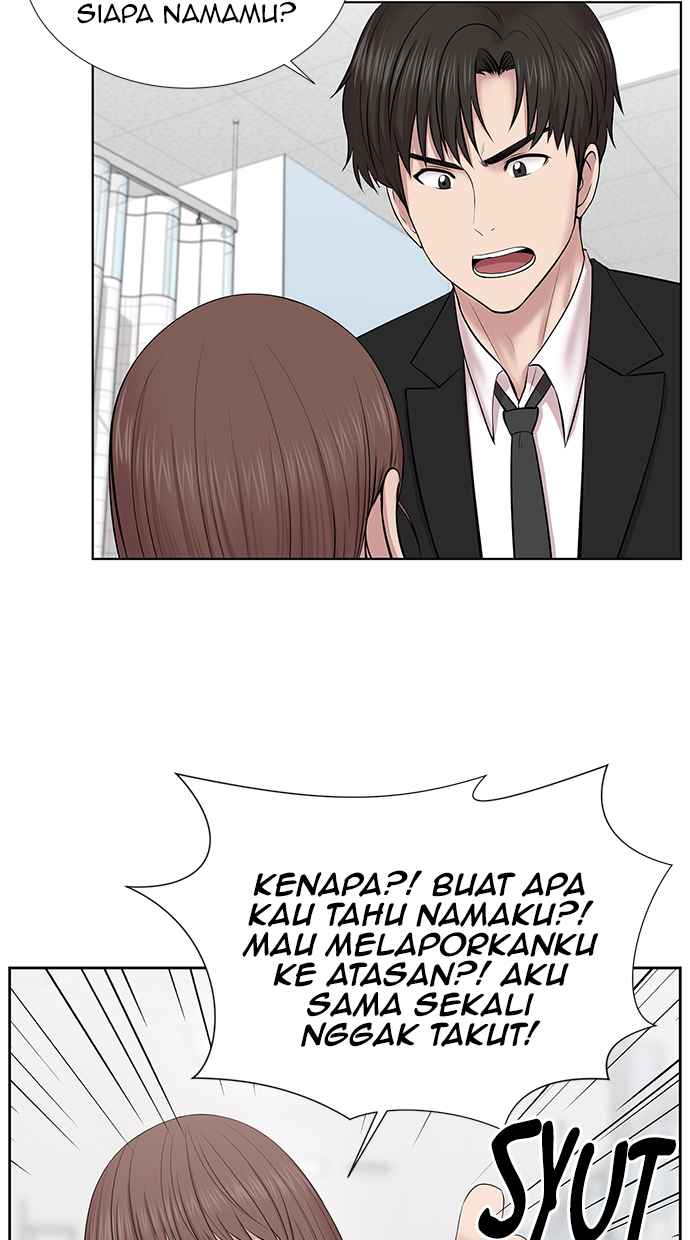 SIAPA NAMAMU?
KENAPA?! BUAT APA
KAU TAHU NAMAKU?!
MAU MELAPORKANKU
KE ATASAN?! AKU
SAMA SEKALI
NGGAK TAKUT!
SYUT